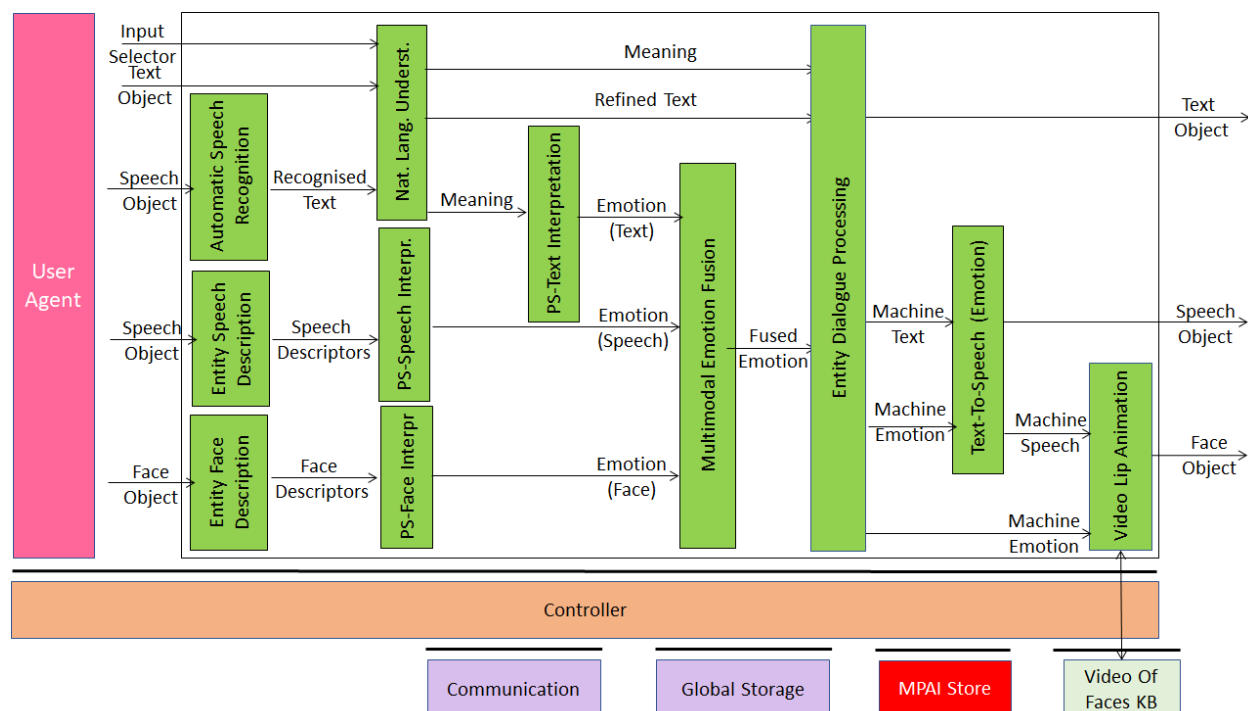 Input
Selector
Text
Object
Speech
Object
Speech
Object
Face
Object
User
Agent
Automatic Speech
Recognition
Entity Speech
Description
Entity Face
Description
Recognised
Text
Speech
Descriptors
Face
Descriptors
Nat. Lang. Underst.
PS-Speech Interpr.
PS-Face Interpr
Meaning
Refined Text
Meaning
PS-Text Interpretation
Emotion
(Text)
Emotion
(Speech)
Emotion
(Face)
Multimodal Emotion Fusion
Fused
Emotion
Entity Dialogue Processing
Machine
Text
Machine
Emotion
Text-To-Speech (Emotion)
Machine
Speech
Machine
Emotion
Video Lip Animation
Text
Object
Speech
Object
Face
Object
Controller
Communication
Global Storage
MPAI Store
Video Of
Faces KB